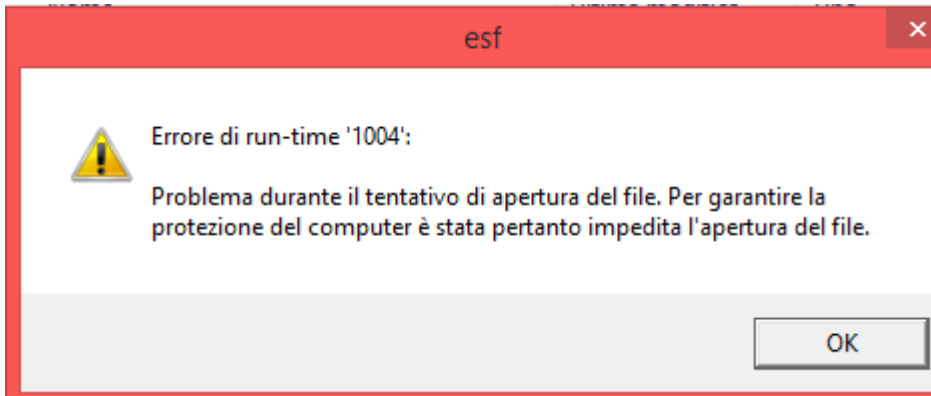 esf
Errore di run-time '1004':
Problema durante il tentativo di apertura del file. Per garantire la
protezione del computer è stata pertanto impedita l'apertura del file.
OK